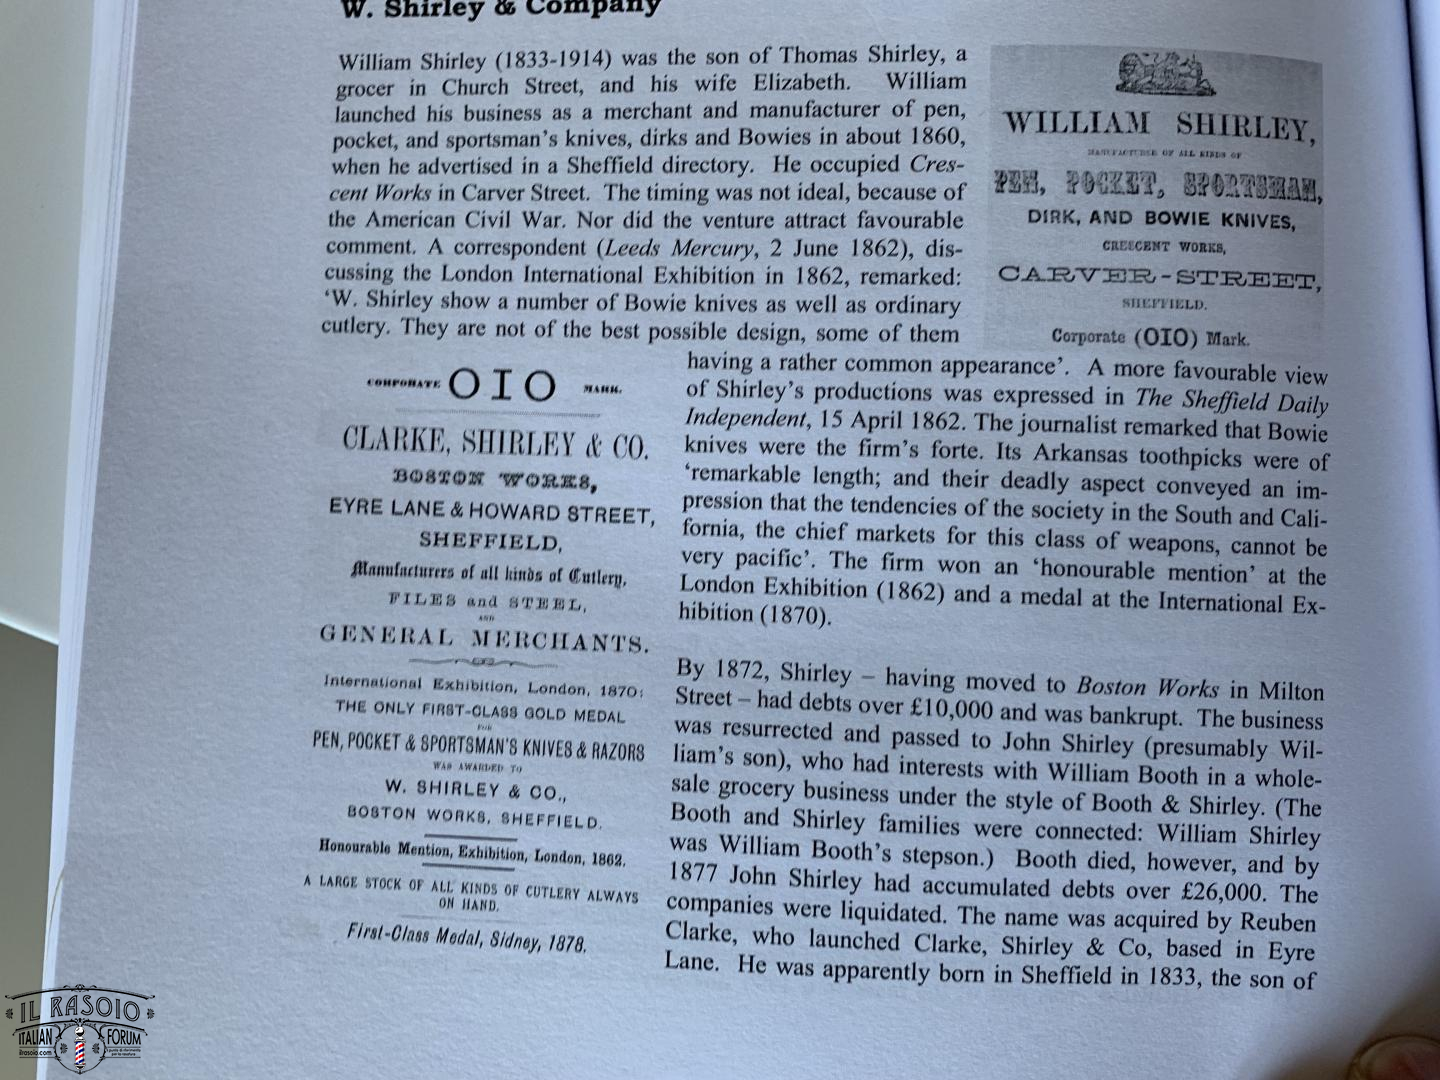 W. Shirley & Company
William Shirley (1833-1914) was the son of Thomas Shirley, a
grocer in Church Street, and his wife Elizabeth. William
launched his business as a merchant and manufacturer of pen,
pocket, and sportsman's knives, dirks and Bowies in about 1860,
when he advertised in a Sheffield directory. He occupied Cres-
cent Works in Carver Street. The timing was not ideal, because of
the American Civil War. Nor did the venture attract favourable
comment. A correspondent (Leeds Mercury, 2 June 1862), dis-
cussing the London International Exhibition in 1862, remarked:
'W. Shirley show a number of Bowie knives as well as ordinary
cutlery. They are not of the best possible design, some of them
having a rather common appearance'. A more favourable view
of Shirley's productions was expressed in The Sheffield Daily
Independent, 15 April 1862. The journalist remarked that Bowie
knives were the firm's forte. Its Arkansas toothpicks were of
'remarkable length; and their deadly aspect conveyed an im-
pression that the tendencies of the society in the South and Cali-
fornia, the chief markets for this class of weapons, cannot be
very pacific'. The firm won an 'honourable mention' at the
London Exhibition (1862) and a medal at the International Ex-
hibition (1870).
By 1872, Shirley – having moved to Boston Works in Milton
Street – had debts over £10,000 and was bankrupt. The business
was resurrected and passed to John Shirley (presumably Wil-
liam's son), who had interests with William Booth in a whole-
sale grocery business under the style of Booth & Shirley. (The
Booth and Shirley families were connected: William Shirley
was William Booth's stepson.) Booth died, however, and by
1877 John Shirley had accumulated debts over £26,000. The
companies were liquidated. The name was acquired by Reuben
Clarke, who launched Clarke, Shirley & Co, based in Eyre
Lane. He was apparently born in Sheffield in 1833, the son of
WILLIAM SHIRLEY,
MANUFACTURER OF ALL KINDS OF
PEN, POCKET, SPORTSMAN,
DIRK, AND BOWIE KNIVES,
CRESCENT WORKS,
CARVER-STREET,
SHEFFIELD.
Corporate (OIO) Mark.
CORPORATE OIO MARK.
CLARKE, SHIRLEY & CO.
BOSTON WORKS,
EYRE LANE & HOWARD STREET,
SHEFFIELD,
Manufacturers of all kinds of Cutlery,
FILES and STEEL,
AND
GENERAL MERCHANTS.
International Exhibition, London, 1870:
THE ONLY FIRST-CLASS GOLD MEDAL
FOR
PEN, POCKET & SPORTSMAN'S KNIVES & RAZORS
WAS AWARDED TO
W. SHIRLEY & CO.,
BOSTON WORKS, SHEFFIELD.
Honourable Mention, Exhibition, London, 1862.
A LARGE STOCK OF ALL KINDS OF CUTLERY ALWAYS
ON HAND.
First-Class Medal, Sidney, 1878.
IL RASOIO
ITALIAN FORUM
ilrasoio.com